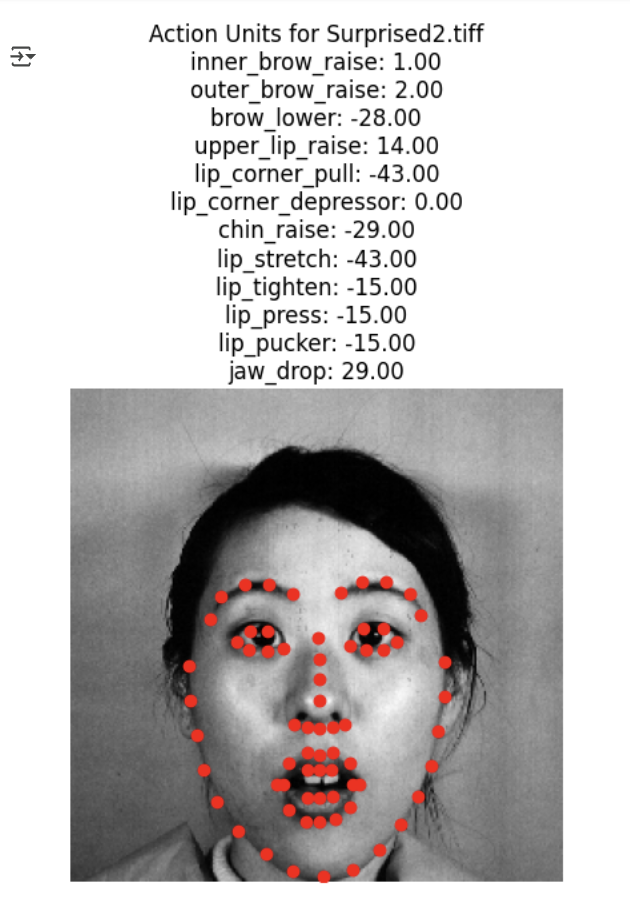 Action Units for Surprised2.tiff
inner_brow_raise: 1.00
outer_brow_raise: 2.00
brow_lower: -28.00
upper_lip_raise: 14.00
lip_corner_pull: -43.00
lip_corner_depressor: 0.00
chin_raise: -29.00
lip_stretch: -43.00
lip_tighten: -15.00
lip_press: -15.00
lip_pucker: -15.00
jaw_drop: 29.00